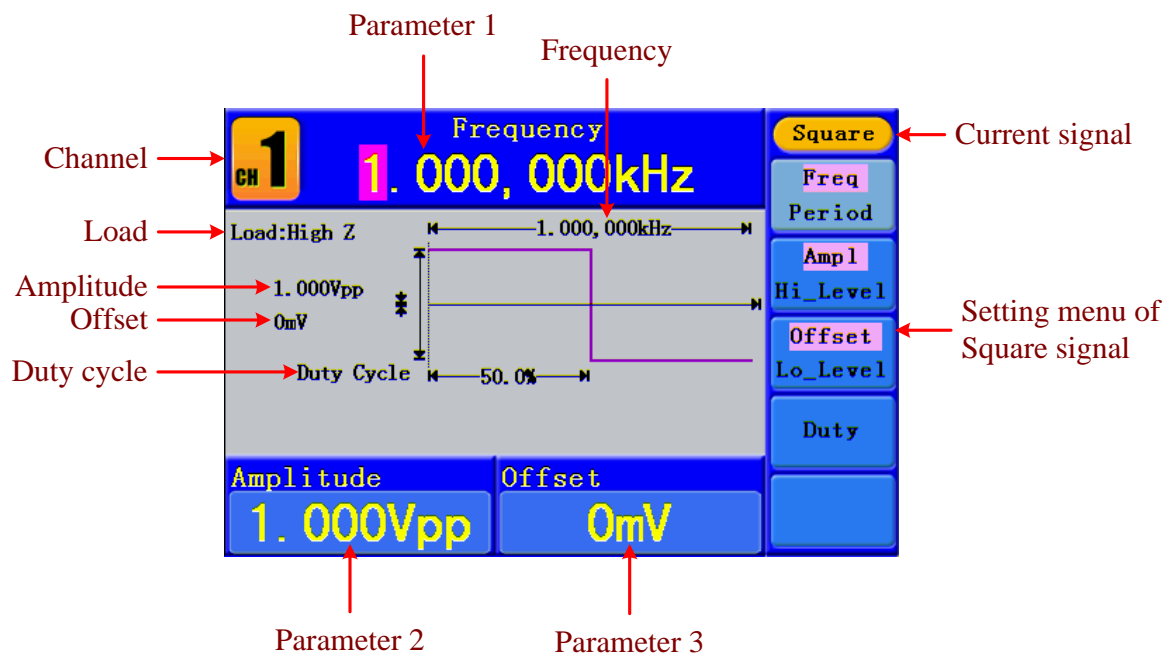 Parameter 1
Frequency
Channel
CH 1
Frequency
1.000,000kHz
Square
Current signal
Freq
Period
Load
Load:High Z
1.000,000kHz
Ampl
Hi_Level
Amplitude
1.000Vpp
Offset
0mV
Offset
Lo_Level
Setting menu of
Square signal
Duty cycle
Duty Cycle
50.0%
Duty
Amplitude
1.000Vpp
Offset
0mV
Parameter 2
Parameter 3